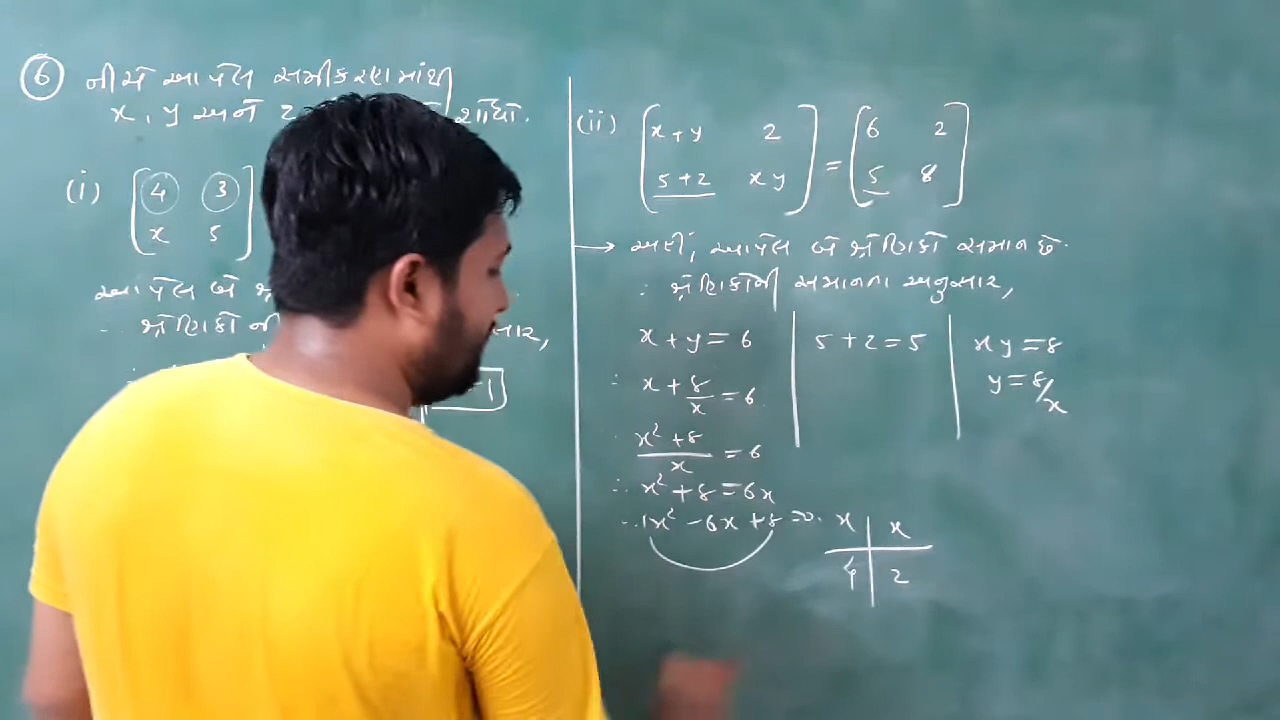 ⑥ નીચે આપેલ સમીકરણમાંથી
x, y અને z શોધો.
(i) [4 3
x 5]
આપેલ બે શ્રે
∴ શ્રેણિકોની સાર,
1
(ii) [x + y 2
5 + z xy] = [6 2
5 8]
→ અહીં, આપેલ બે શ્રેણિકો સમાન છે.
∴ શ્રેણિકોની સમાનતા અનુસાર,
x + y = 6
∴ x + 8/x = 6
(x² + 8)/x = 6
∴ x² + 8 = 6x
∴ 1x² - 6x + 8 = 0.
5 + z = 5
xy = 8
y = 8/x
x | x
4 | 2